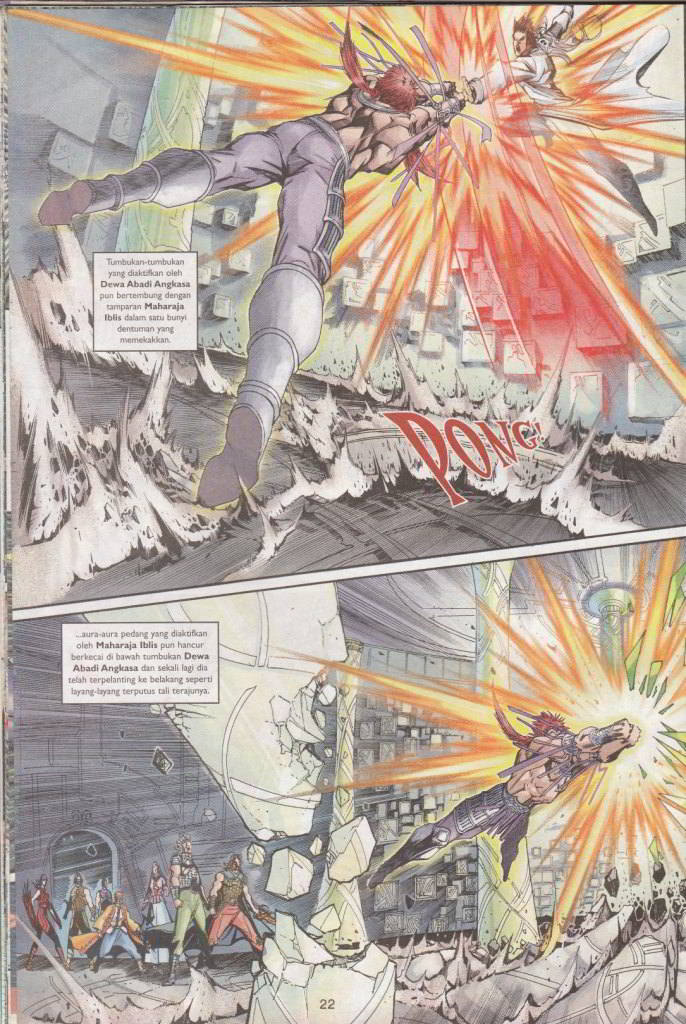 Tumbukan-tumbukan
yang diaktifkan oleh
Dewa Abadi Angkasa
pun bertembung dengan
tamparan Maharaja
Iblis dalam satu bunyi
dentuman yang
memekakkan.
PONG!
...aura-aura pedang yang diaktifkan
oleh Maharaja Iblis pun hancur
berkecai di bawah tumbukan Dewa
Abadi Angkasa dan sekali lagi dia
telah terpelanting ke belakang seperti
layang-layang terputus tali terajunya.
22